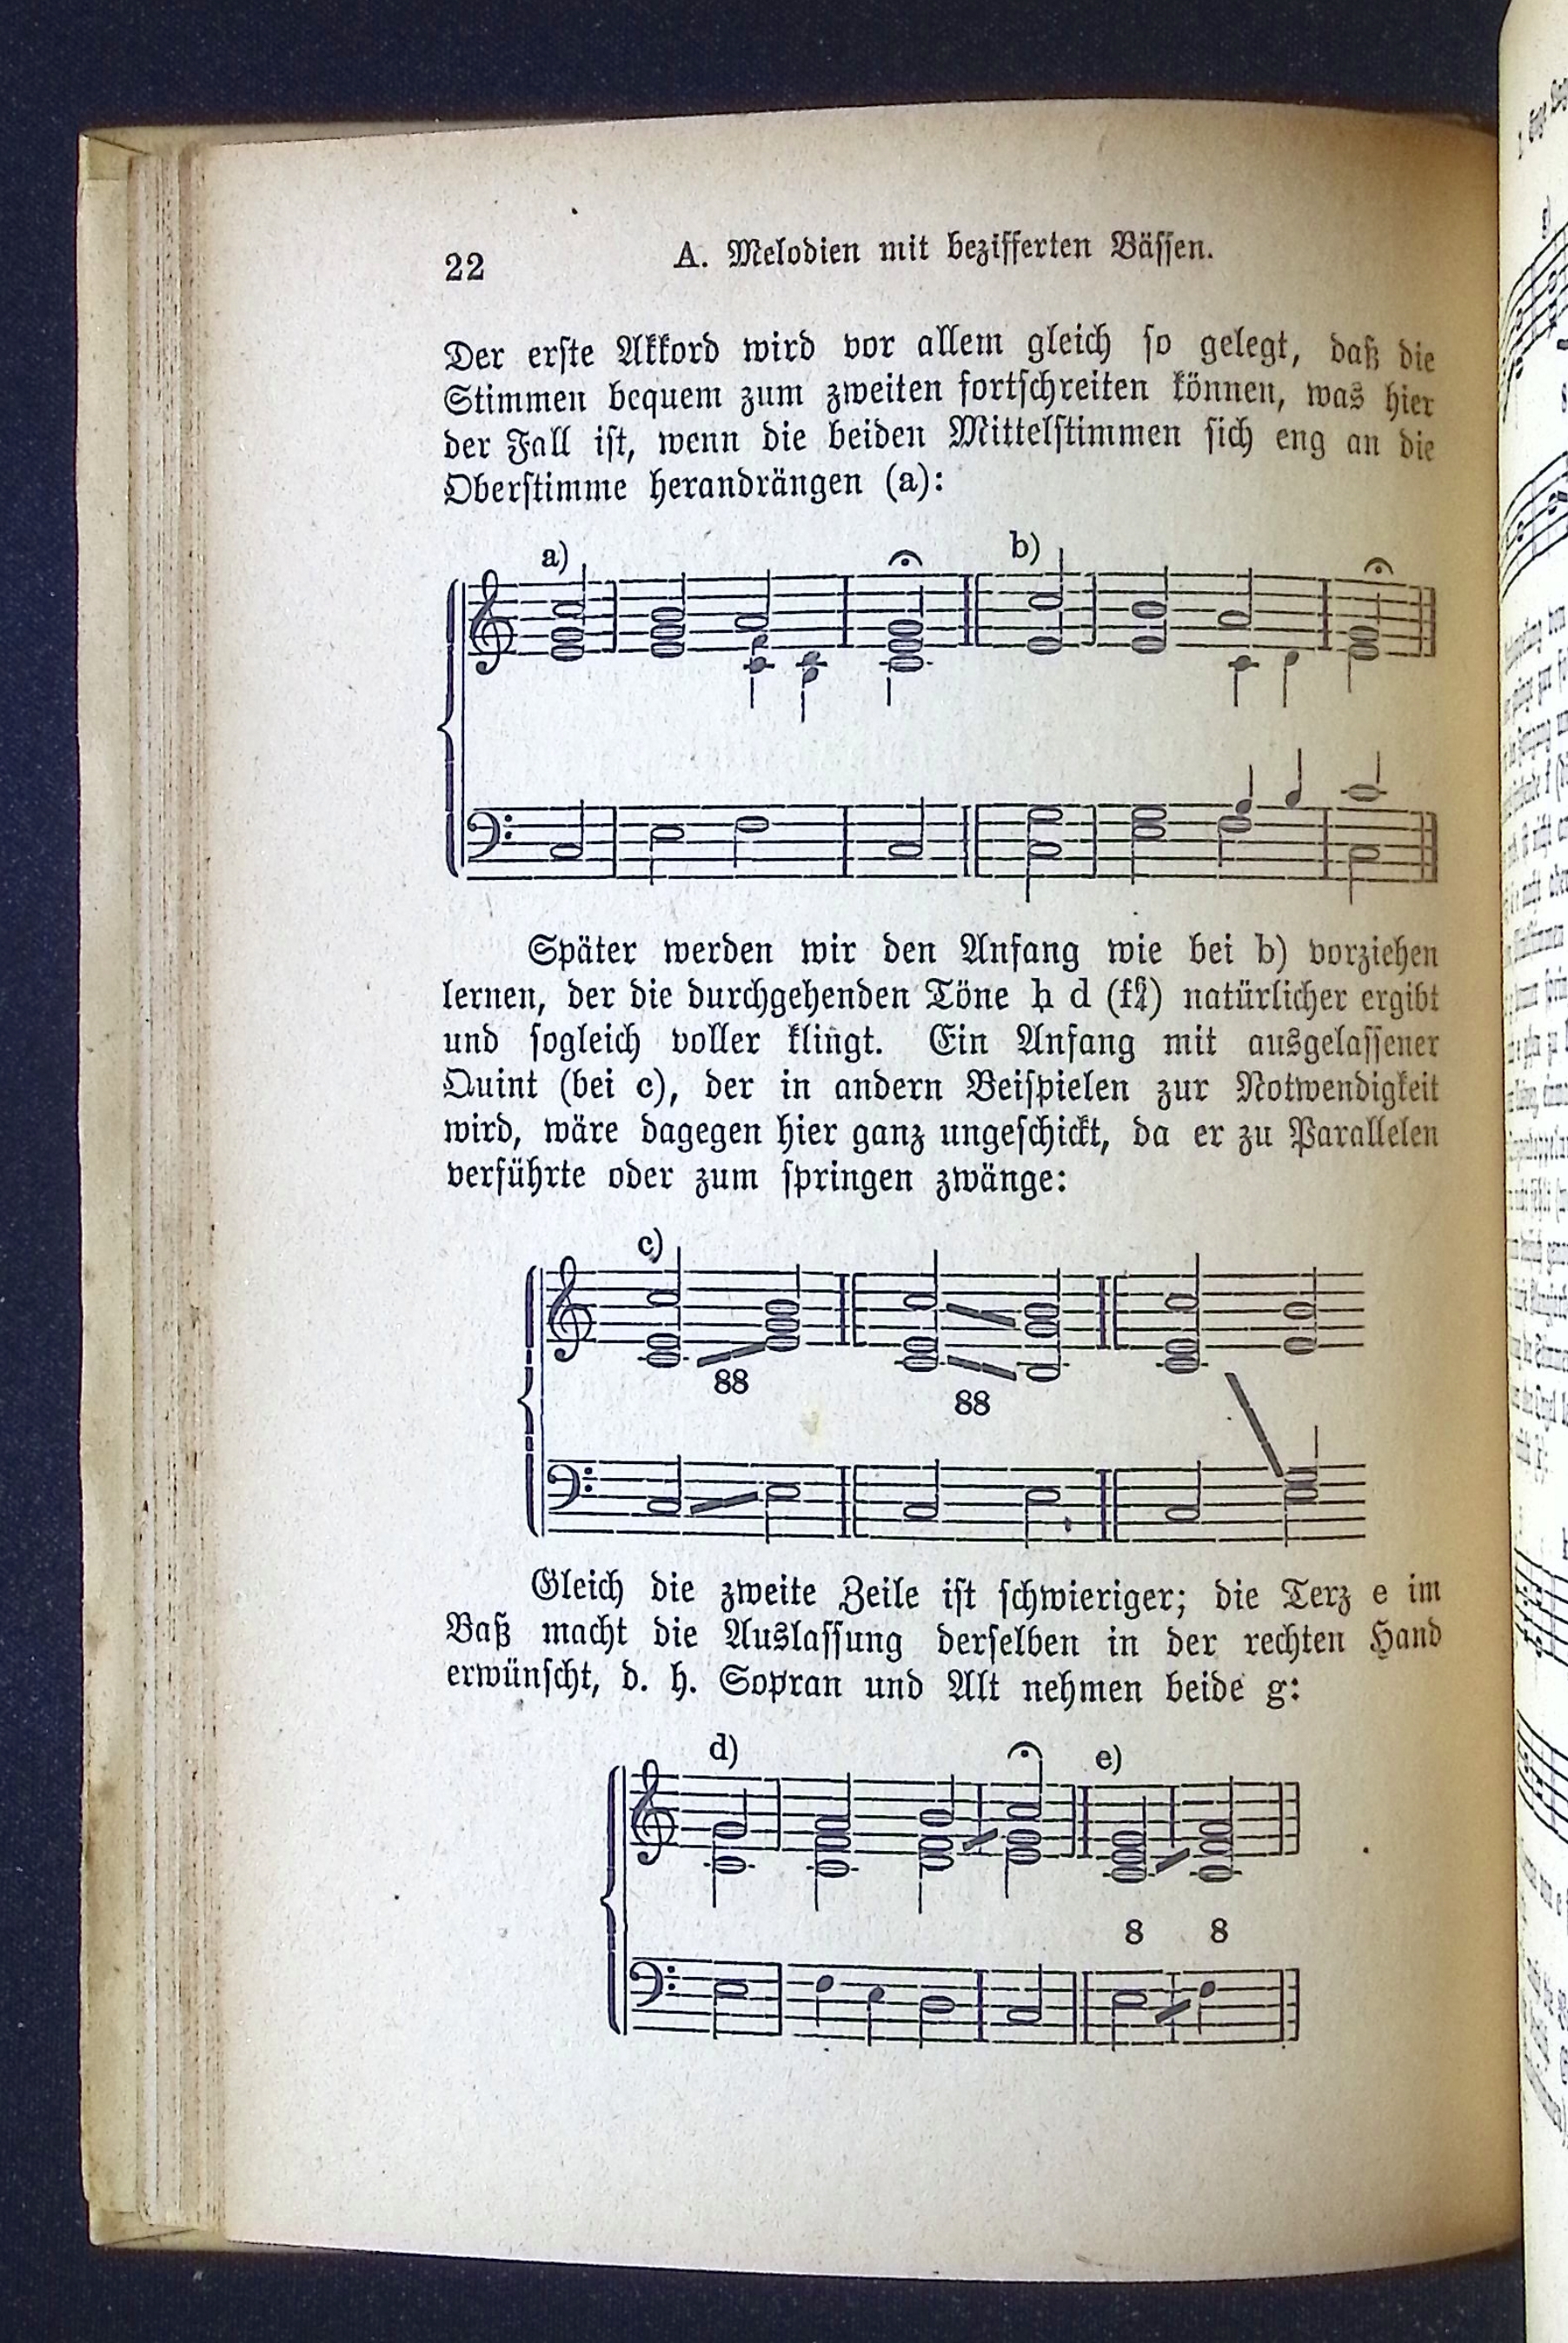 22
A. Melodien mit bezifferten Bässen.
Der erste Akkord wird vor allem gleich so gelegt, daß die
Stimmen bequem zum zweiten fortschreiten können, was hier
der Fall ist, wenn die beiden Mittelstimmen sich eng an die
Oberstimme herandrängen (a):
a)
b)
Später werden wir den Anfang wie bei b) vorziehen
lernen, der die durchgehenden Töne h d natürlicher ergibt
und sogleich voller klingt. Ein Anfang mit ausgelassener
Quint (bei c), der in andern Beispielen zur Notwendigkeit
wird, wäre dagegen hier ganz ungeschickt, da er zu Parallelen
verführte oder zum springen zwänge:
c)
88
88
Gleich die zweite Zeile ist schwieriger; die Terz e im
Baß macht die Auslassung derselben in der rechten Hand
erwünscht, d. h. Sopran und Alt nehmen beide g:
d)
e)
8 8